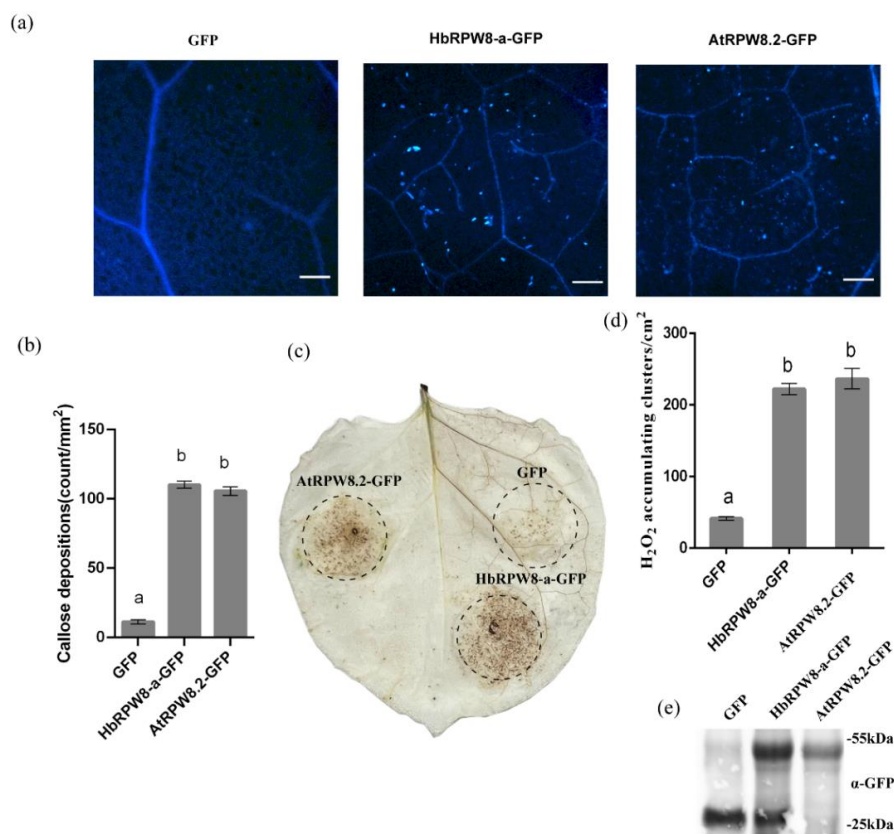 (a)
GFP
HbRPW8-a-GFP
AtRPW8.2-GFP
(b)
Callose depositions(count/mm²)
150
100
50
0
a
b
b
GFP
HbRPW8-a-GFP
AtRPW8.2-GFP
(c)
AtRPW8.2-GFP
GFP
HbRPW8-a-GFP
(d)
H₂O₂ accumulating clusters/cm²
300
200
100
0
a
b
b
GFP
HbRPW8-a-GFP
AtRPW8.2-GFP
(e)
GFP
HbRPW8-a-GFP
AtRPW8.2-GFP
-55kDa
α-GFP
-25kDa